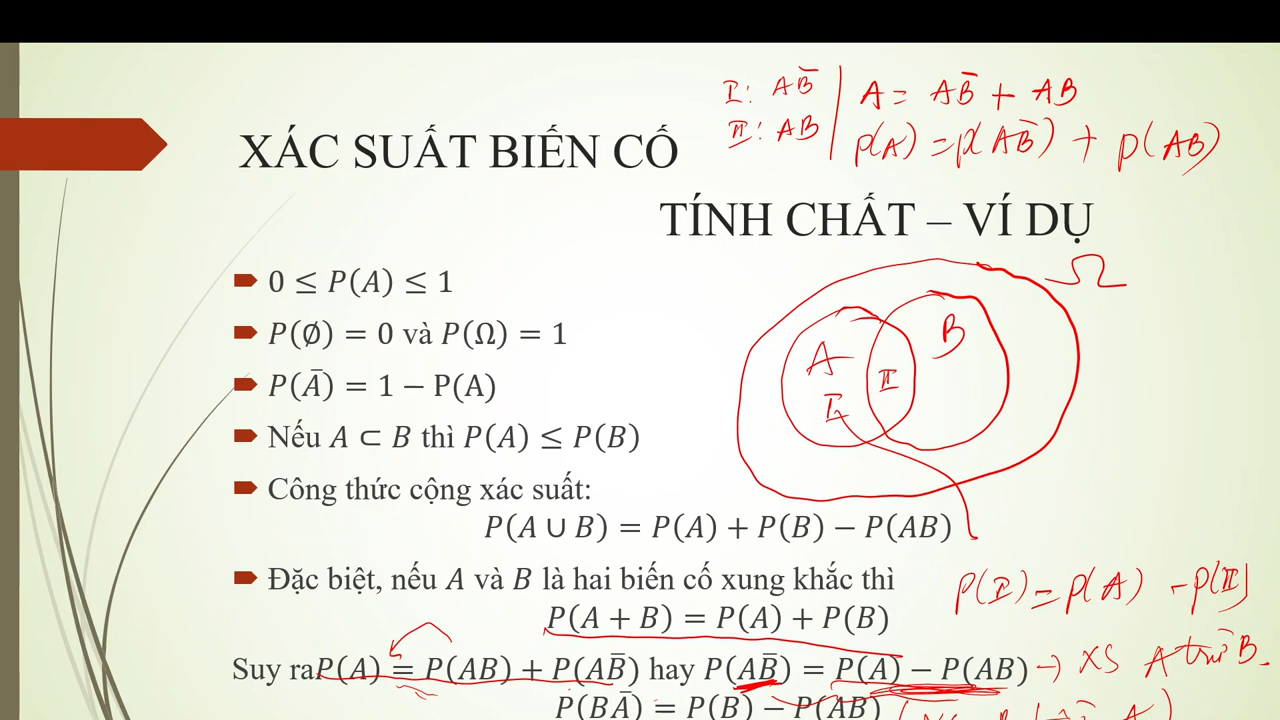 I: AB̅ | A = AB̅ + AB
II: AB | P(A) = P(AB̅) + P(AB)
XÁC SUẤT BIẾN CỐ
TÍNH CHẤT – VÍ DỤ
0 ≤ P(A) ≤ 1
Ω
P(∅) = 0 và P(Ω) = 1
A B
I II
P(A̅) = 1 − P(A)
Nếu A ⊂ B thì P(A) ≤ P(B)
Công thức cộng xác suất:
P(A ∪ B) = P(A) + P(B) − P(AB)
Đặc biệt, nếu A và B là hai biến cố xung khắc thì
P(I) = P(A) - P(II)
P(A + B) = P(A) + P(B)
Suy ra P(A) = P(AB) + P(AB̅) hay P(AB̅) = P(A) − P(AB) → XS A trừ B.
P(BA̅) = P(B) − P(AB)